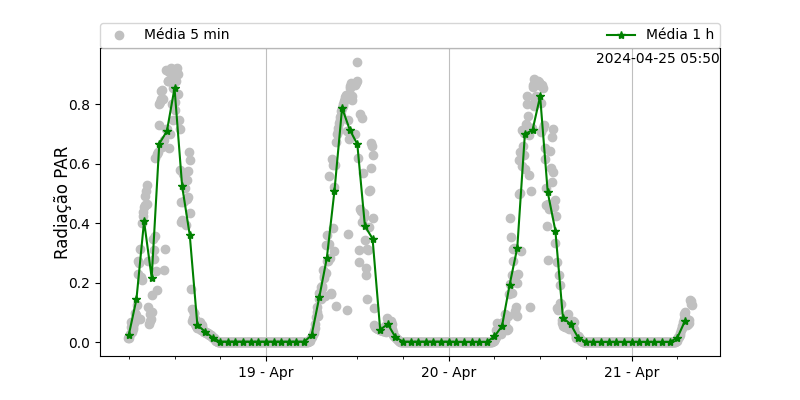 Média 5 min
Média 1 h
2024-04-25 05:50
Radiação PAR
0.8
0.6
0.4
0.2
0.0
19 - Apr
20 - Apr
21 - Apr